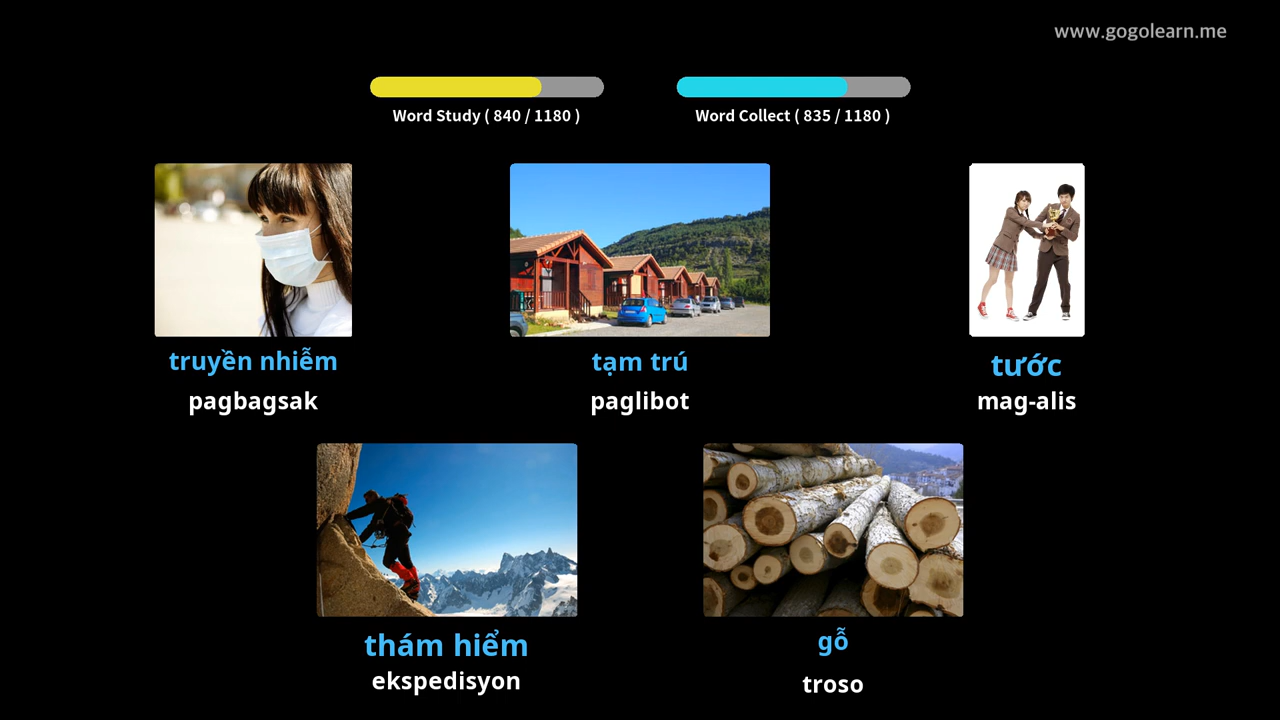 www.gogolearn.me
Word Study ( 840 / 1180 )
Word Collect ( 835 / 1180 )
truyền nhiễm
pagbagsak
tạm trú
paglibot
tước
mag-alis
thám hiểm
ekspedisyon
gỗ
troso